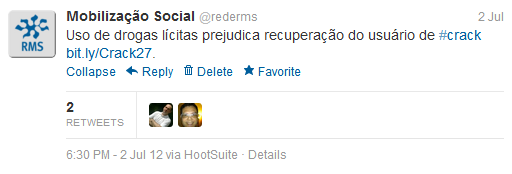 Mobilização Social @rederms 2 Jul
RMS
Uso de drogas lícitas prejudica recuperação do usuário de #crack
bit.ly/Crack27.
Collapse Reply Delete Favorite
2
RETWEETS
6:30 PM - 2 Jul 12 via HootSuite · Details